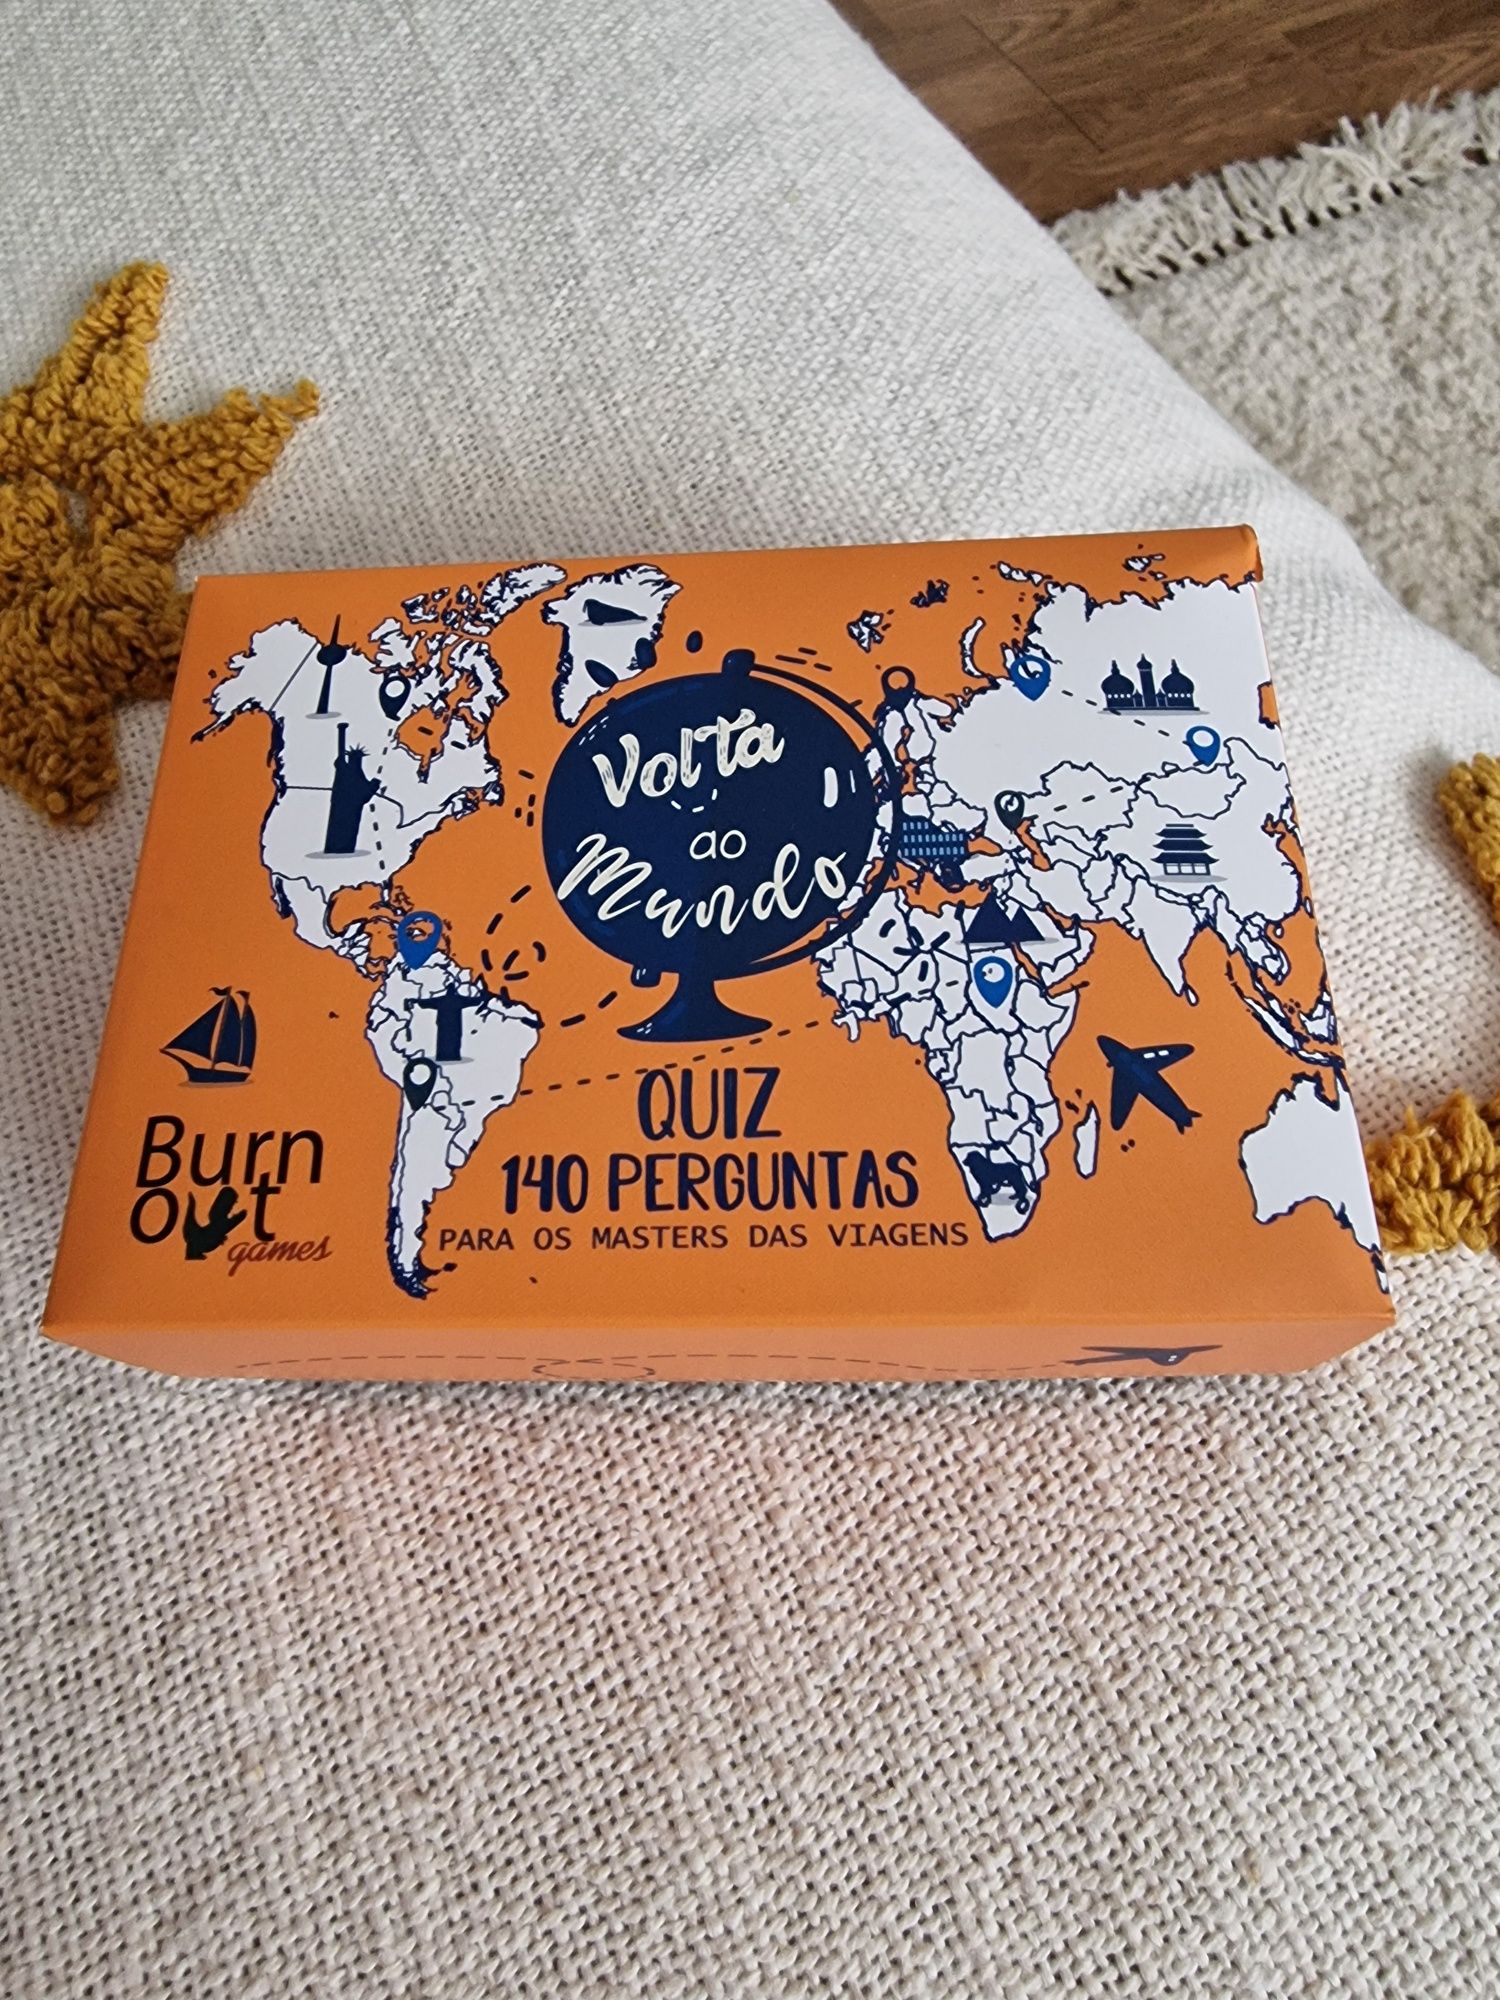 Volta
ao
Mundo
QUIZ
140 PERGUNTAS
PARA OS MASTERS DAS VIAGENS
Burn
out
games